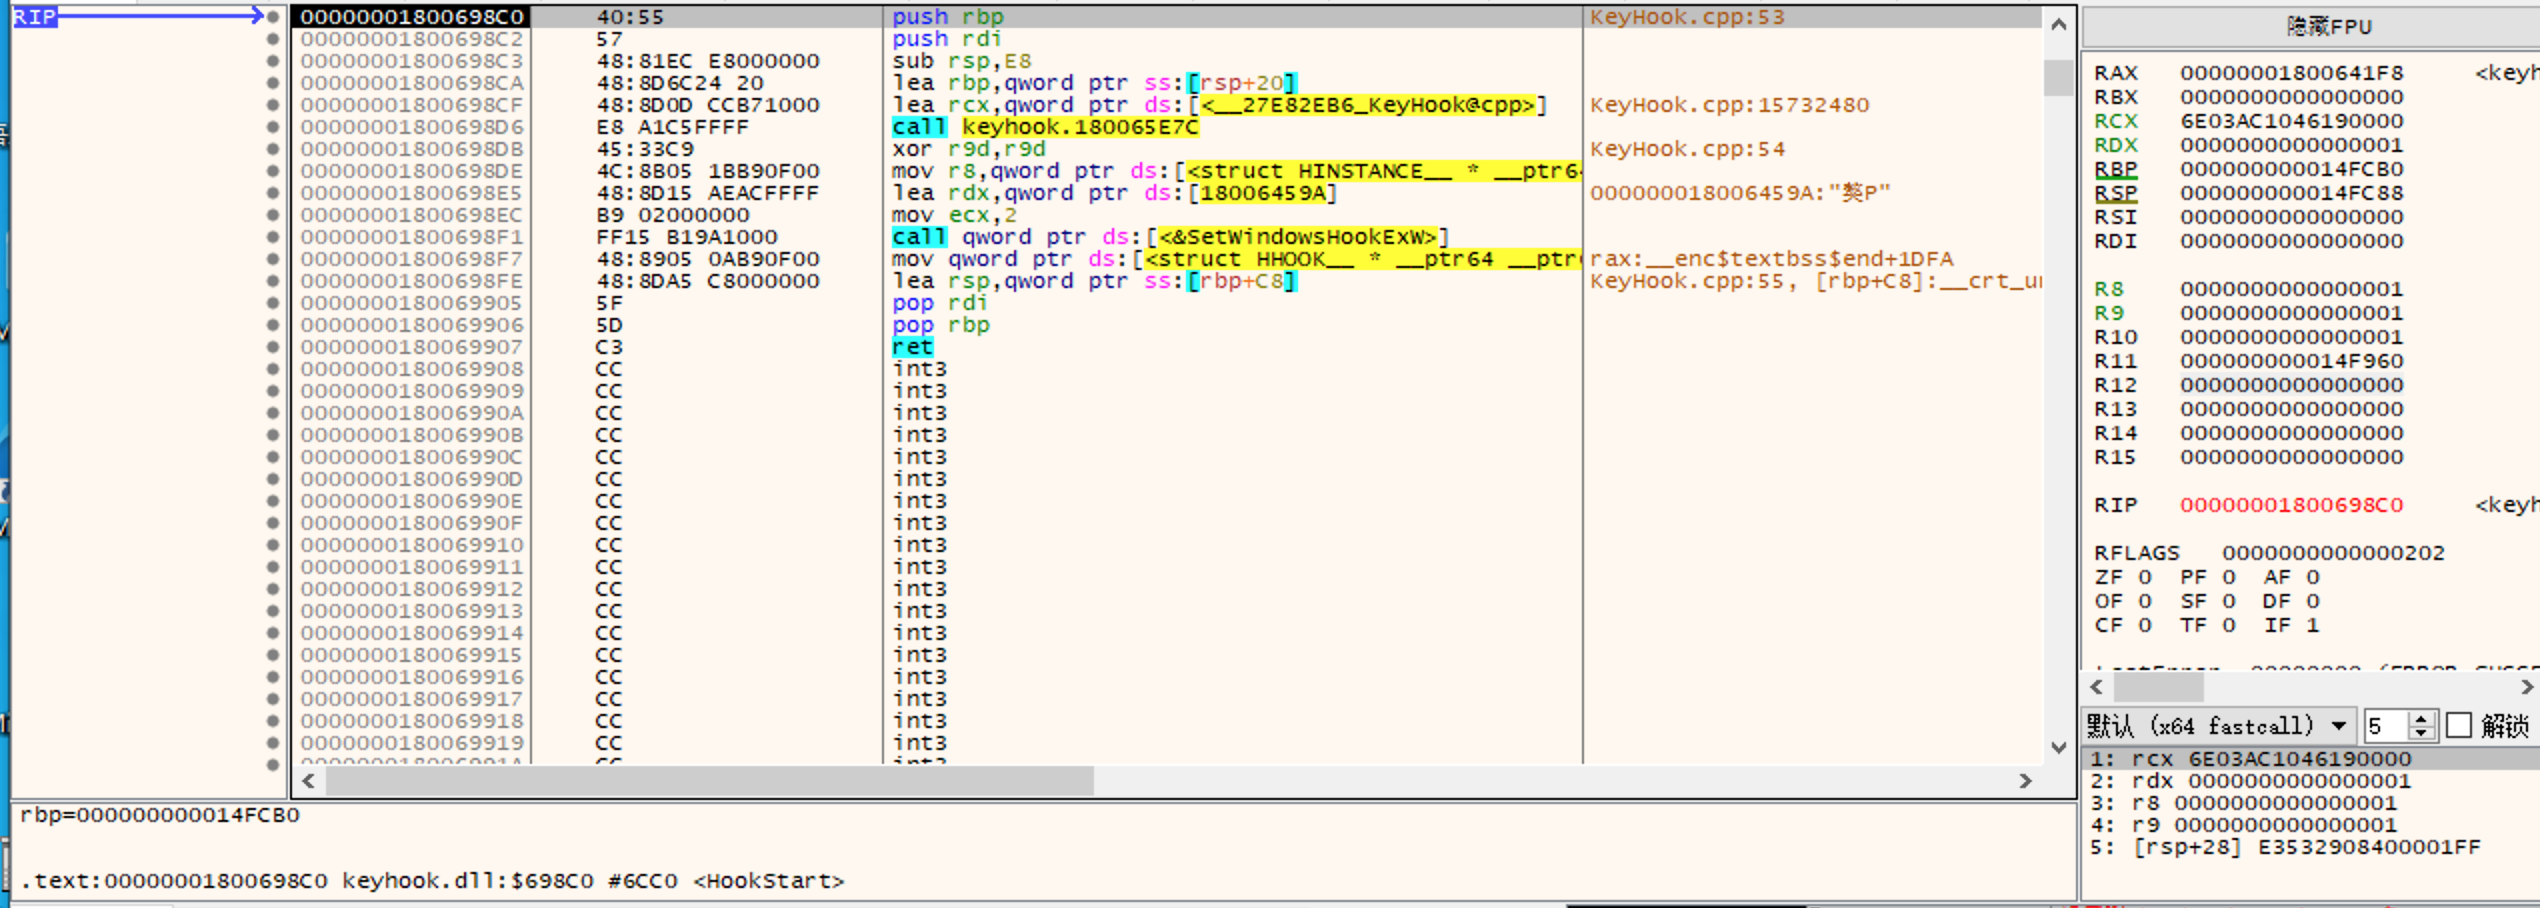 RIP 00000001800698C0 40:55 push rbp KeyHook.cpp:53
00000001800698C2 57 push rdi
00000001800698C3 48:81EC E8000000 sub rsp,E8
00000001800698CA 48:8D6C24 20 lea rbp,qword ptr ss:[rsp+20]
00000001800698CF 48:8D0D CCB71000 lea rcx,qword ptr ds:[<__27E82EB6_KeyHook@cpp>] KeyHook.cpp:15732480
00000001800698D6 E8 A1C5FFFF call keyhook.180065E7C
00000001800698DB 45:33C9 xor r9d,r9d KeyHook.cpp:54
00000001800698DE 4C:8B05 1BB90F00 mov r8,qword ptr ds:[<struct HINSTANCE__ * __ptr64
00000001800698E5 48:8D15 AEACFFFF lea rdx,qword ptr ds:[18006459A] 000000018006459A:"獒P"
00000001800698EC B9 02000000 mov ecx,2
00000001800698F1 FF15 B19A1000 call qword ptr ds:[<&SetWindowsHookExW>]
00000001800698F7 48:8905 0AB90F00 mov qword ptr ds:[<struct HHOOK__ * __ptr64 __ptr rax:__enc$textbss$end+1DFA
00000001800698FE 48:8DA5 C8000000 lea rsp,qword ptr ss:[rbp+C8] KeyHook.cpp:55, [rbp+C8]:__crt_u
0000000180069905 5F pop rdi
0000000180069906 5D pop rbp
0000000180069907 C3 ret
0000000180069908 CC int3
0000000180069909 CC int3
000000018006990A CC int3
000000018006990B CC int3
000000018006990C CC int3
000000018006990D CC int3
000000018006990E CC int3
000000018006990F CC int3
0000000180069910 CC int3
0000000180069911 CC int3
0000000180069912 CC int3
0000000180069913 CC int3
0000000180069914 CC int3
0000000180069915 CC int3
0000000180069916 CC int3
0000000180069917 CC int3
0000000180069918 CC int3
0000000180069919 CC int3
rbp=000000000014FCB0
.text:00000001800698C0 keyhook.dll:$698C0 #6CC0 <HookStart>
隐藏FPU
RAX 00000001800641F8 <keyh
RBX 0000000000000000
RCX 6E03AC1046190000
RDX 0000000000000001
RBP 000000000014FCB0
RSP 000000000014FC88
RSI 0000000000000000
RDI 0000000000000000
R8 0000000000000001
R9 0000000000000001
R10 0000000000000001
R11 000000000014F960
R12 0000000000000000
R13 0000000000000000
R14 0000000000000000
R15 0000000000000000
RIP 00000001800698C0 <keyh
RFLAGS 0000000000000202
ZF 0 PF 0 AF 0
OF 0 SF 0 DF 0
CF 0 TF 0 IF 1
默认 (x64 fastcall) 5 解锁
1: rcx 6E03AC1046190000
2: rdx 0000000000000001
3: r8 0000000000000001
4: r9 0000000000000001
5: [rsp+28] E3532908400001FF